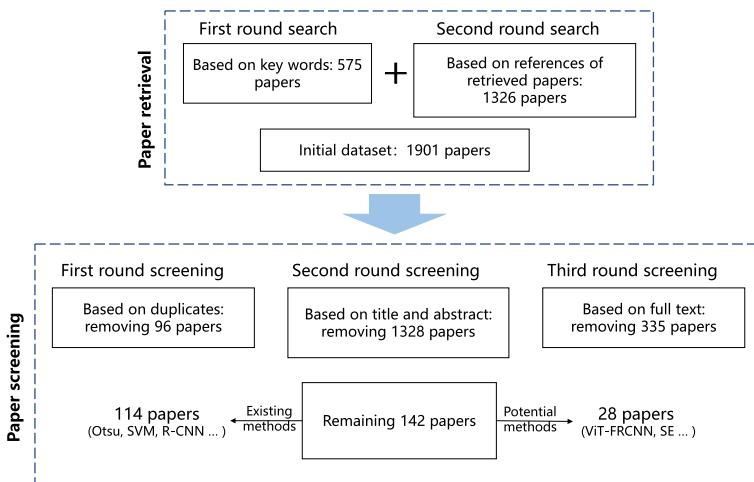 Paper retrieval
First round search
Based on key words: 575
papers
+
Second round search
Based on references of
retrieved papers:
1326 papers
Initial dataset: 1901 papers
Paper screening
First round screening
Based on duplicates:
removing 96 papers
Second round screening
Based on title and abstract:
removing 1328 papers
Third round screening
Based on full text:
removing 335 papers
114 papers
(Otsu, SVM, R-CNN ... )
Existing
methods
Remaining 142 papers
Potential
methods
28 papers
(ViT-FRCNN, SE ... )